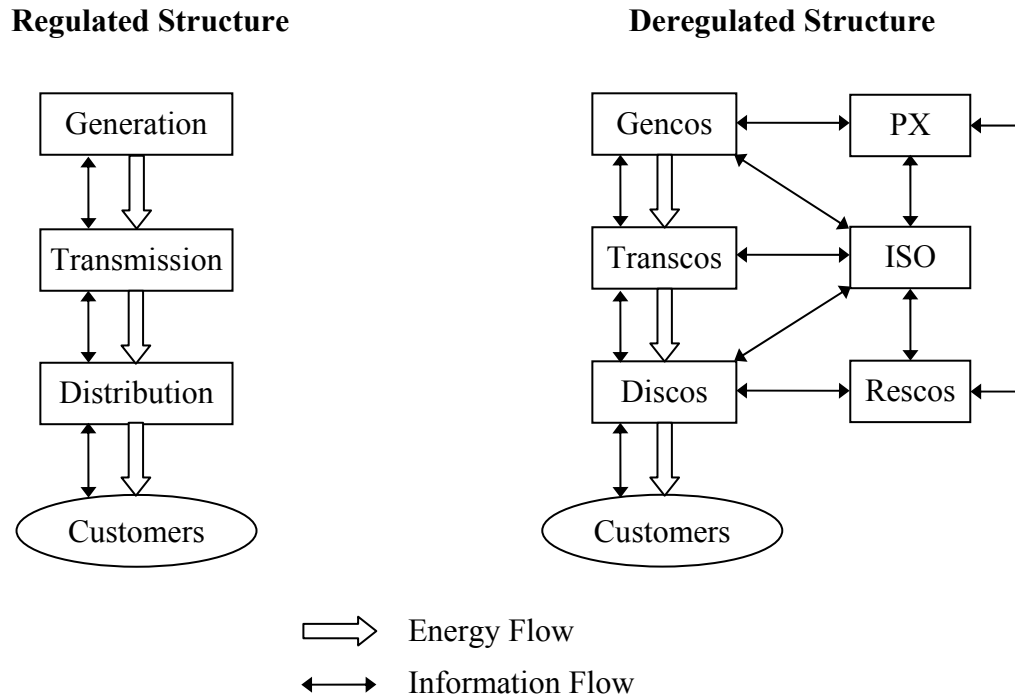 Regulated Structure
Deregulated Structure
Generation
Transmission
Distribution
Customers
Gencos
PX
Transcos
ISO
Discos
Rescos
Customers
Energy Flow
Information Flow